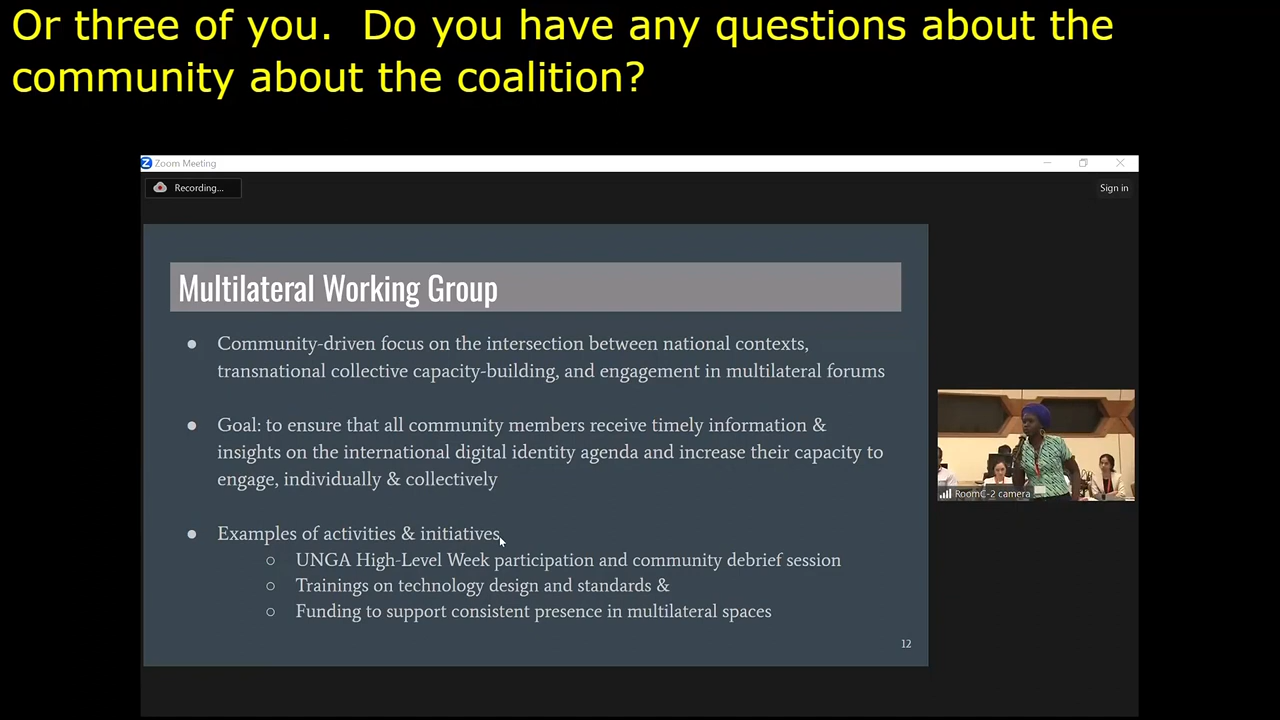 Or three of you.  Do you have any questions about the
community about the coalition?
Zoom Meeting
Recording...
Sign in
Multilateral Working Group
● Community-driven focus on the intersection between national contexts,
transnational collective capacity-building, and engagement in multilateral forums
● Goal: to ensure that all community members receive timely information &
insights on the international digital identity agenda and increase their capacity to
engage, individually & collectively
● Examples of activities & initiatives
○ UNGA High-Level Week participation and community debrief session
○ Trainings on technology design and standards &
○ Funding to support consistent presence in multilateral spaces
12
RoomC-2 camera